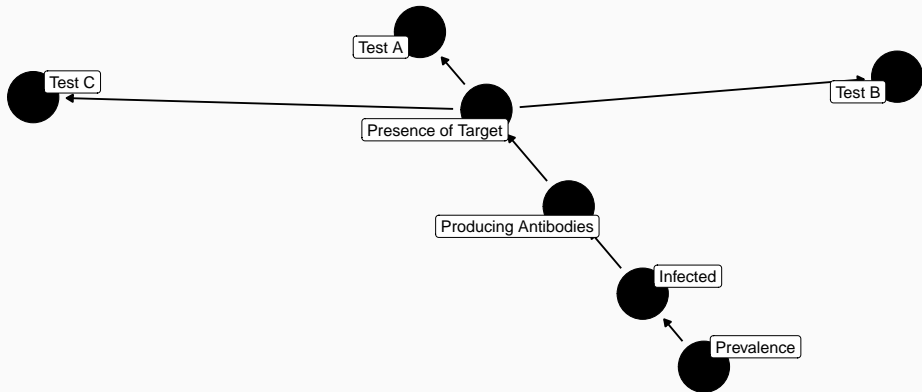 Test A
Test C
Test B
Presence of Target
Producing Antibodies
Infected
Prevalence